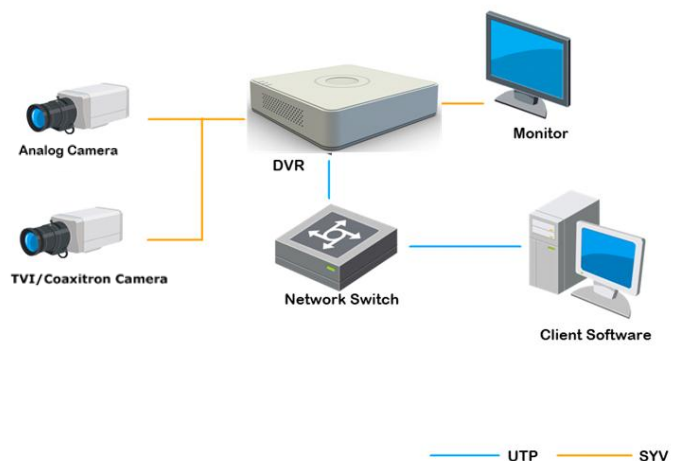 Analog Camera
DVR
Monitor
TVI/Coaxitron Camera
Network Switch
Client Software
UTP
SYV